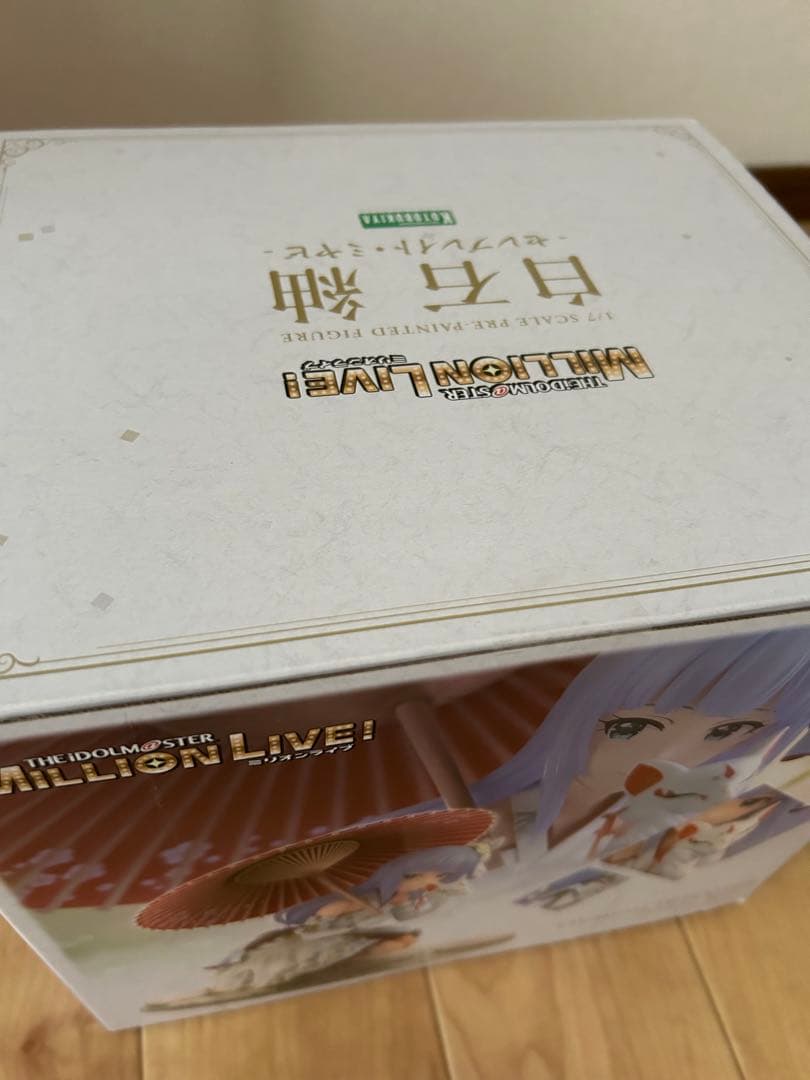 THE IDOLM@STER
MILLION LIVE!
ミリオンライブ
1/7 SCALE PRE-PAINTED FIGURE
白石 紬
-セレブレイト・ミヤビ-
KOTOBUKIYA
THE IDOLM@STER
MILLION LIVE!
ミリオンライブ